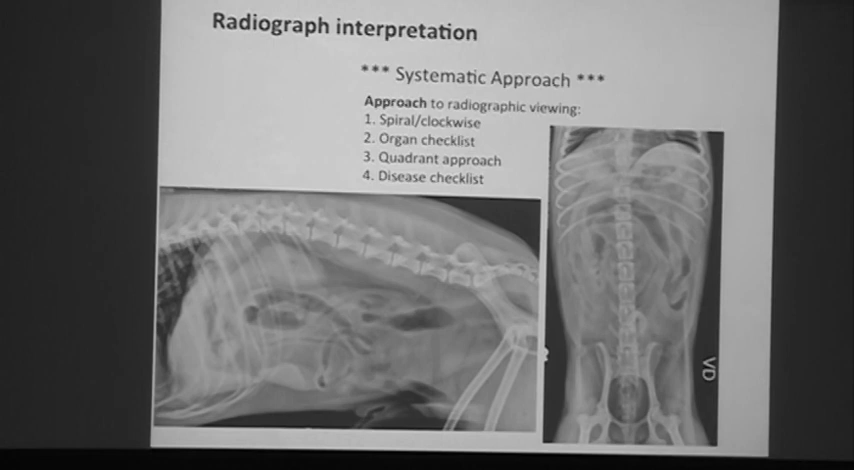 Radiograph interpretation
*** Systematic Approach ***
Approach to radiographic viewing:
1. Spiral/clockwise
2. Organ checklist
3. Quadrant approach
4. Disease checklist
VD